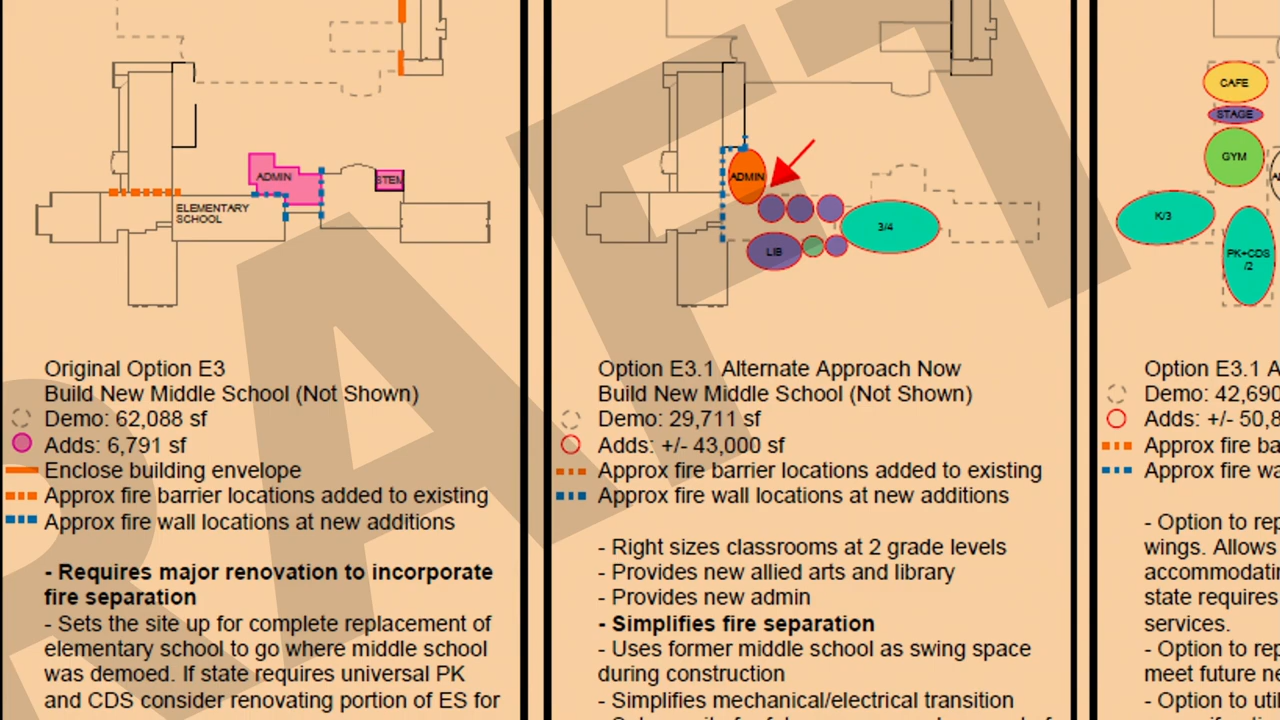 ADMIN
STEM
ELEMENTARY
SCHOOL
Original Option E3
Build New Middle School (Not Shown)
Demo: 62,088 sf
Adds: 6,791 sf
Enclose building envelope
Approx fire barrier locations added to existing
Approx fire wall locations at new additions
- Requires major renovation to incorporate
fire separation
- Sets the site up for complete replacement of
elementary school to go where middle school
was demoed. If state requires universal PK
and CDS consider renovating portion of ES for
ADMIN
3/4
LIB
Option E3.1 Alternate Approach Now
Build New Middle School (Not Shown)
Demo: 29,711 sf
Adds: +/- 43,000 sf
Approx fire barrier locations added to existing
Approx fire wall locations at new additions
- Right sizes classrooms at 2 grade levels
- Provides new allied arts and library
- Provides new admin
- Simplifies fire separation
- Uses former middle school as swing space
during construction
- Simplifies mechanical/electrical transition
CAFE
STAGE
GYM
K/3
PK+CDS
/2
Option E3.1 A
Build New Mi
Demo: 42,690
Adds: +/- 50,8
Approx fire ba
Approx fire wa
- Option to rep
wings. Allows
accommodatin
state requires
services.
- Option to rep
meet future ne
- Option to util
DRAFT